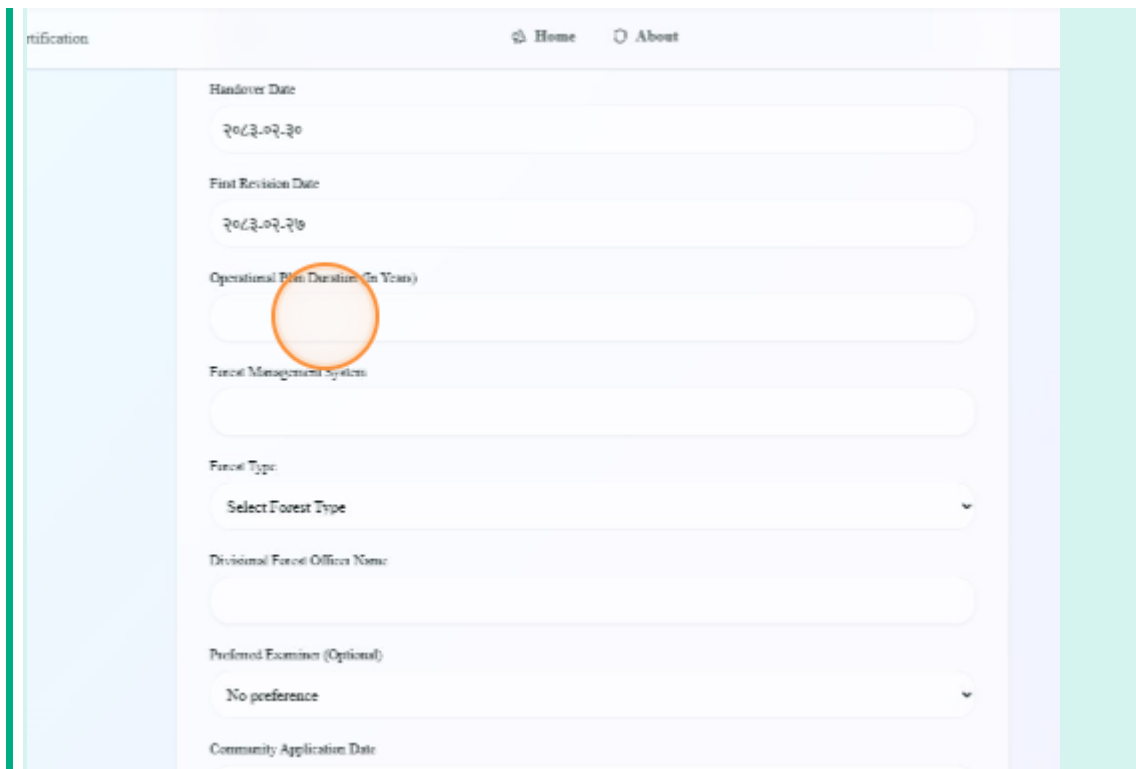 rtification
Home About
Handover Date
२०८३-०२-३०
First Revision Date
२०८३-०२-२७
Operational Plan Duration (In Years)
Forest Management System
Forest Type
Select Forest Type
Divisional Forest Officer Name
Preferred Examiner (Optional)
No preference
Community Application Date